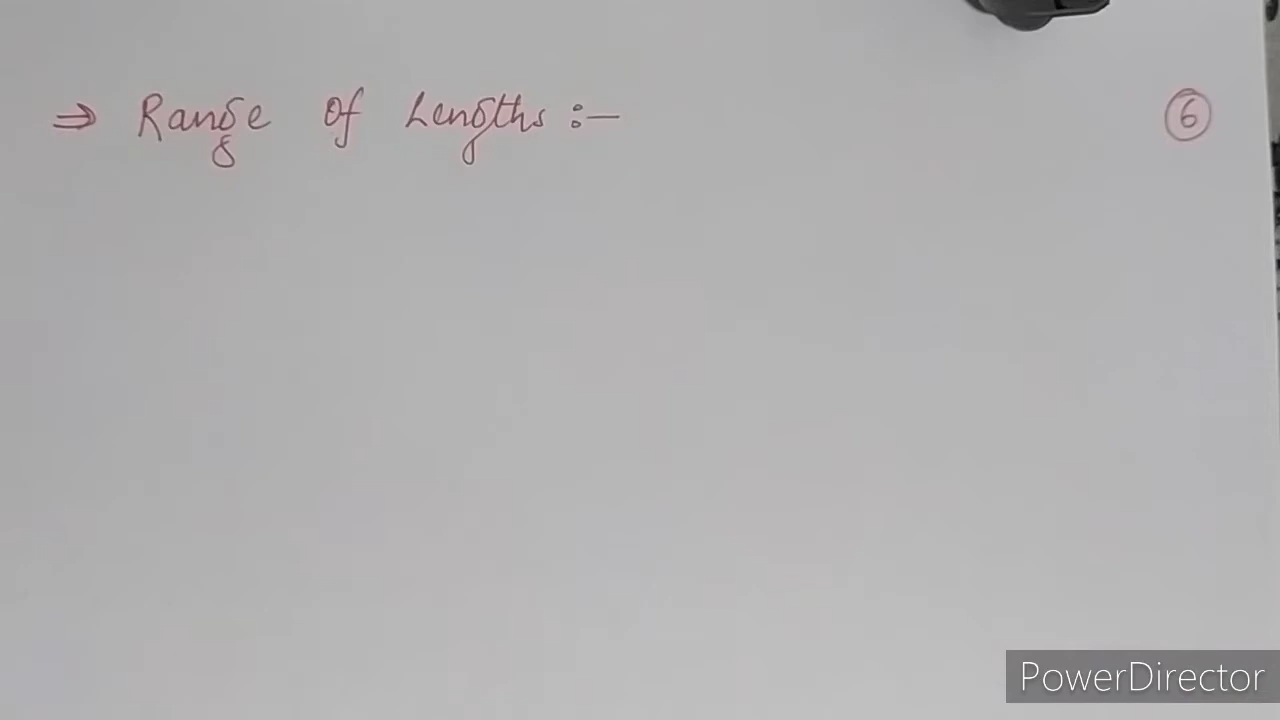 ⇒ Range Of Lengths :- ⑥
PowerDirector